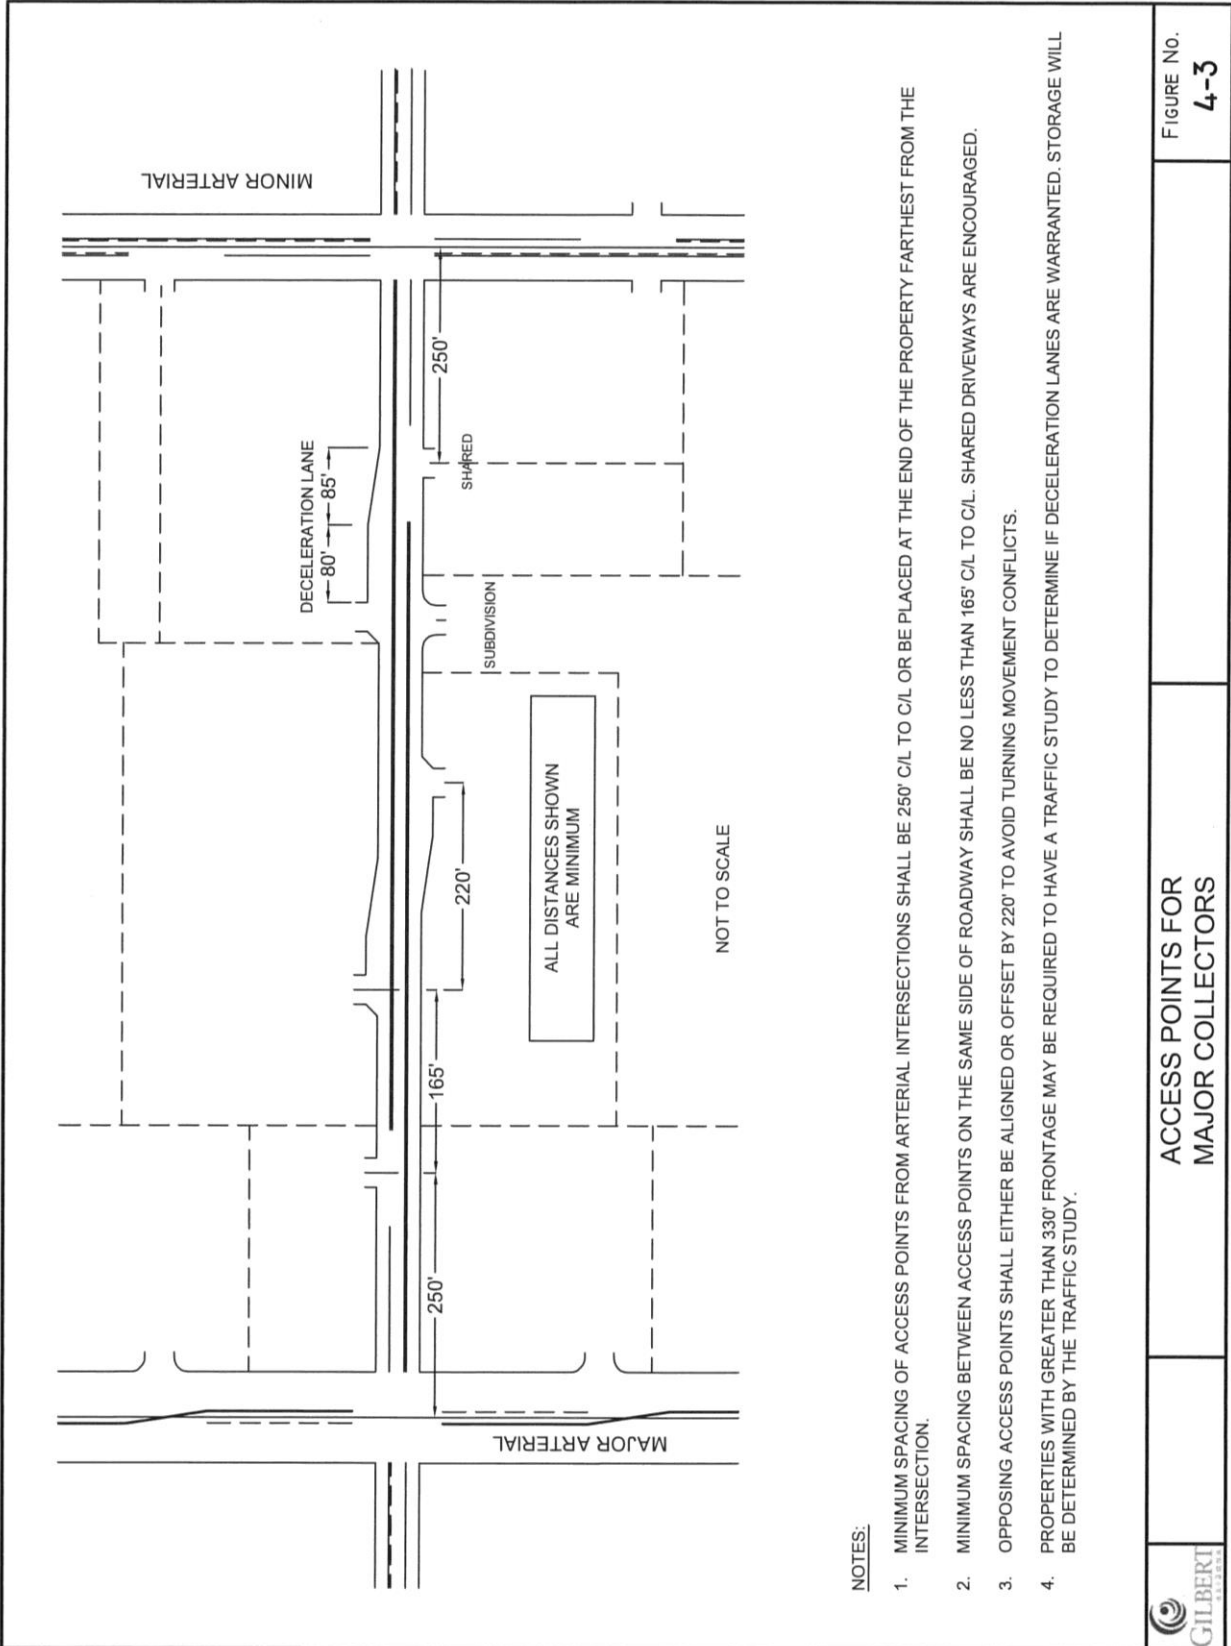 MINOR ARTERIAL
DECELERATION LANE
80'
85'
250'
SHARED
SUBDIVISION
220'
165'
250'
ALL DISTANCES SHOWN
ARE MINIMUM
NOT TO SCALE
MAJOR ARTERIAL
NOTES:
1. MINIMUM SPACING OF ACCESS POINTS FROM ARTERIAL INTERSECTIONS SHALL BE 250' C/L TO C/L OR BE PLACED AT THE END OF THE PROPERTY FARTHEST FROM THE
INTERSECTION.
2. MINIMUM SPACING BETWEEN ACCESS POINTS ON THE SAME SIDE OF ROADWAY SHALL BE NO LESS THAN 165' C/L TO C/L. SHARED DRIVEWAYS ARE ENCOURAGED.
3. OPPOSING ACCESS POINTS SHALL EITHER BE ALIGNED OR OFFSET BY 220' TO AVOID TURNING MOVEMENT CONFLICTS.
4. PROPERTIES WITH GREATER THAN 330' FRONTAGE MAY BE REQUIRED TO HAVE A TRAFFIC STUDY TO DETERMINE IF DECELERATION LANES ARE WARRANTED. STORAGE WILL
BE DETERMINED BY THE TRAFFIC STUDY.
GILBERT
ACCESS POINTS FOR
MAJOR COLLECTORS
FIGURE NO.
4-3